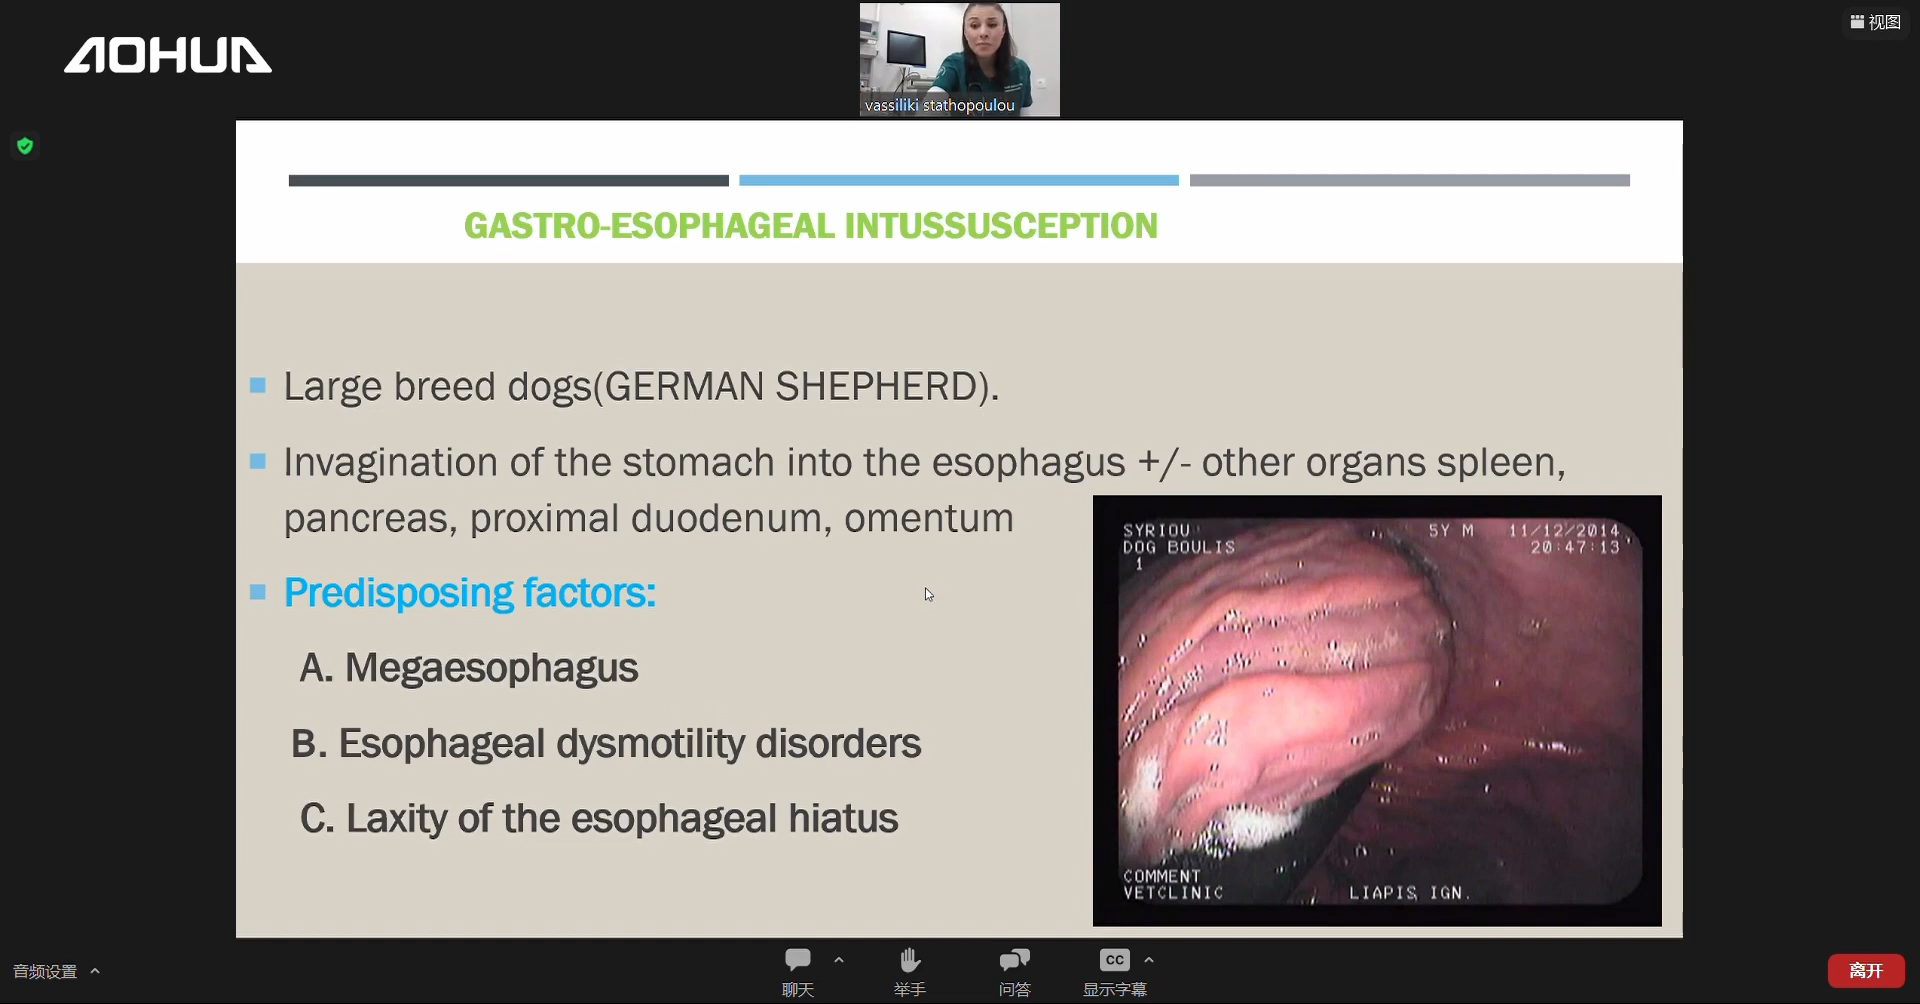 AOHUA
vassiliki stathopoulou
视图
GASTRO-ESOPHAGEAL INTUSSUSCEPTION
Large breed dogs(GERMAN SHEPHERD).
Invagination of the stomach into the esophagus +/- other organs spleen,
pancreas, proximal duodenum, omentum
Predisposing factors:
A. Megaesophagus
B. Esophageal dysmotility disorders
C. Laxity of the esophageal hiatus
SYRIOU 5Y M 11/12/2014
DOG BOULIS 20:47:13
1
COMMENT
VETCLINIC LIAPIS IGN.
音频设置
聊天
举手
问答
CC
显示字幕
离开